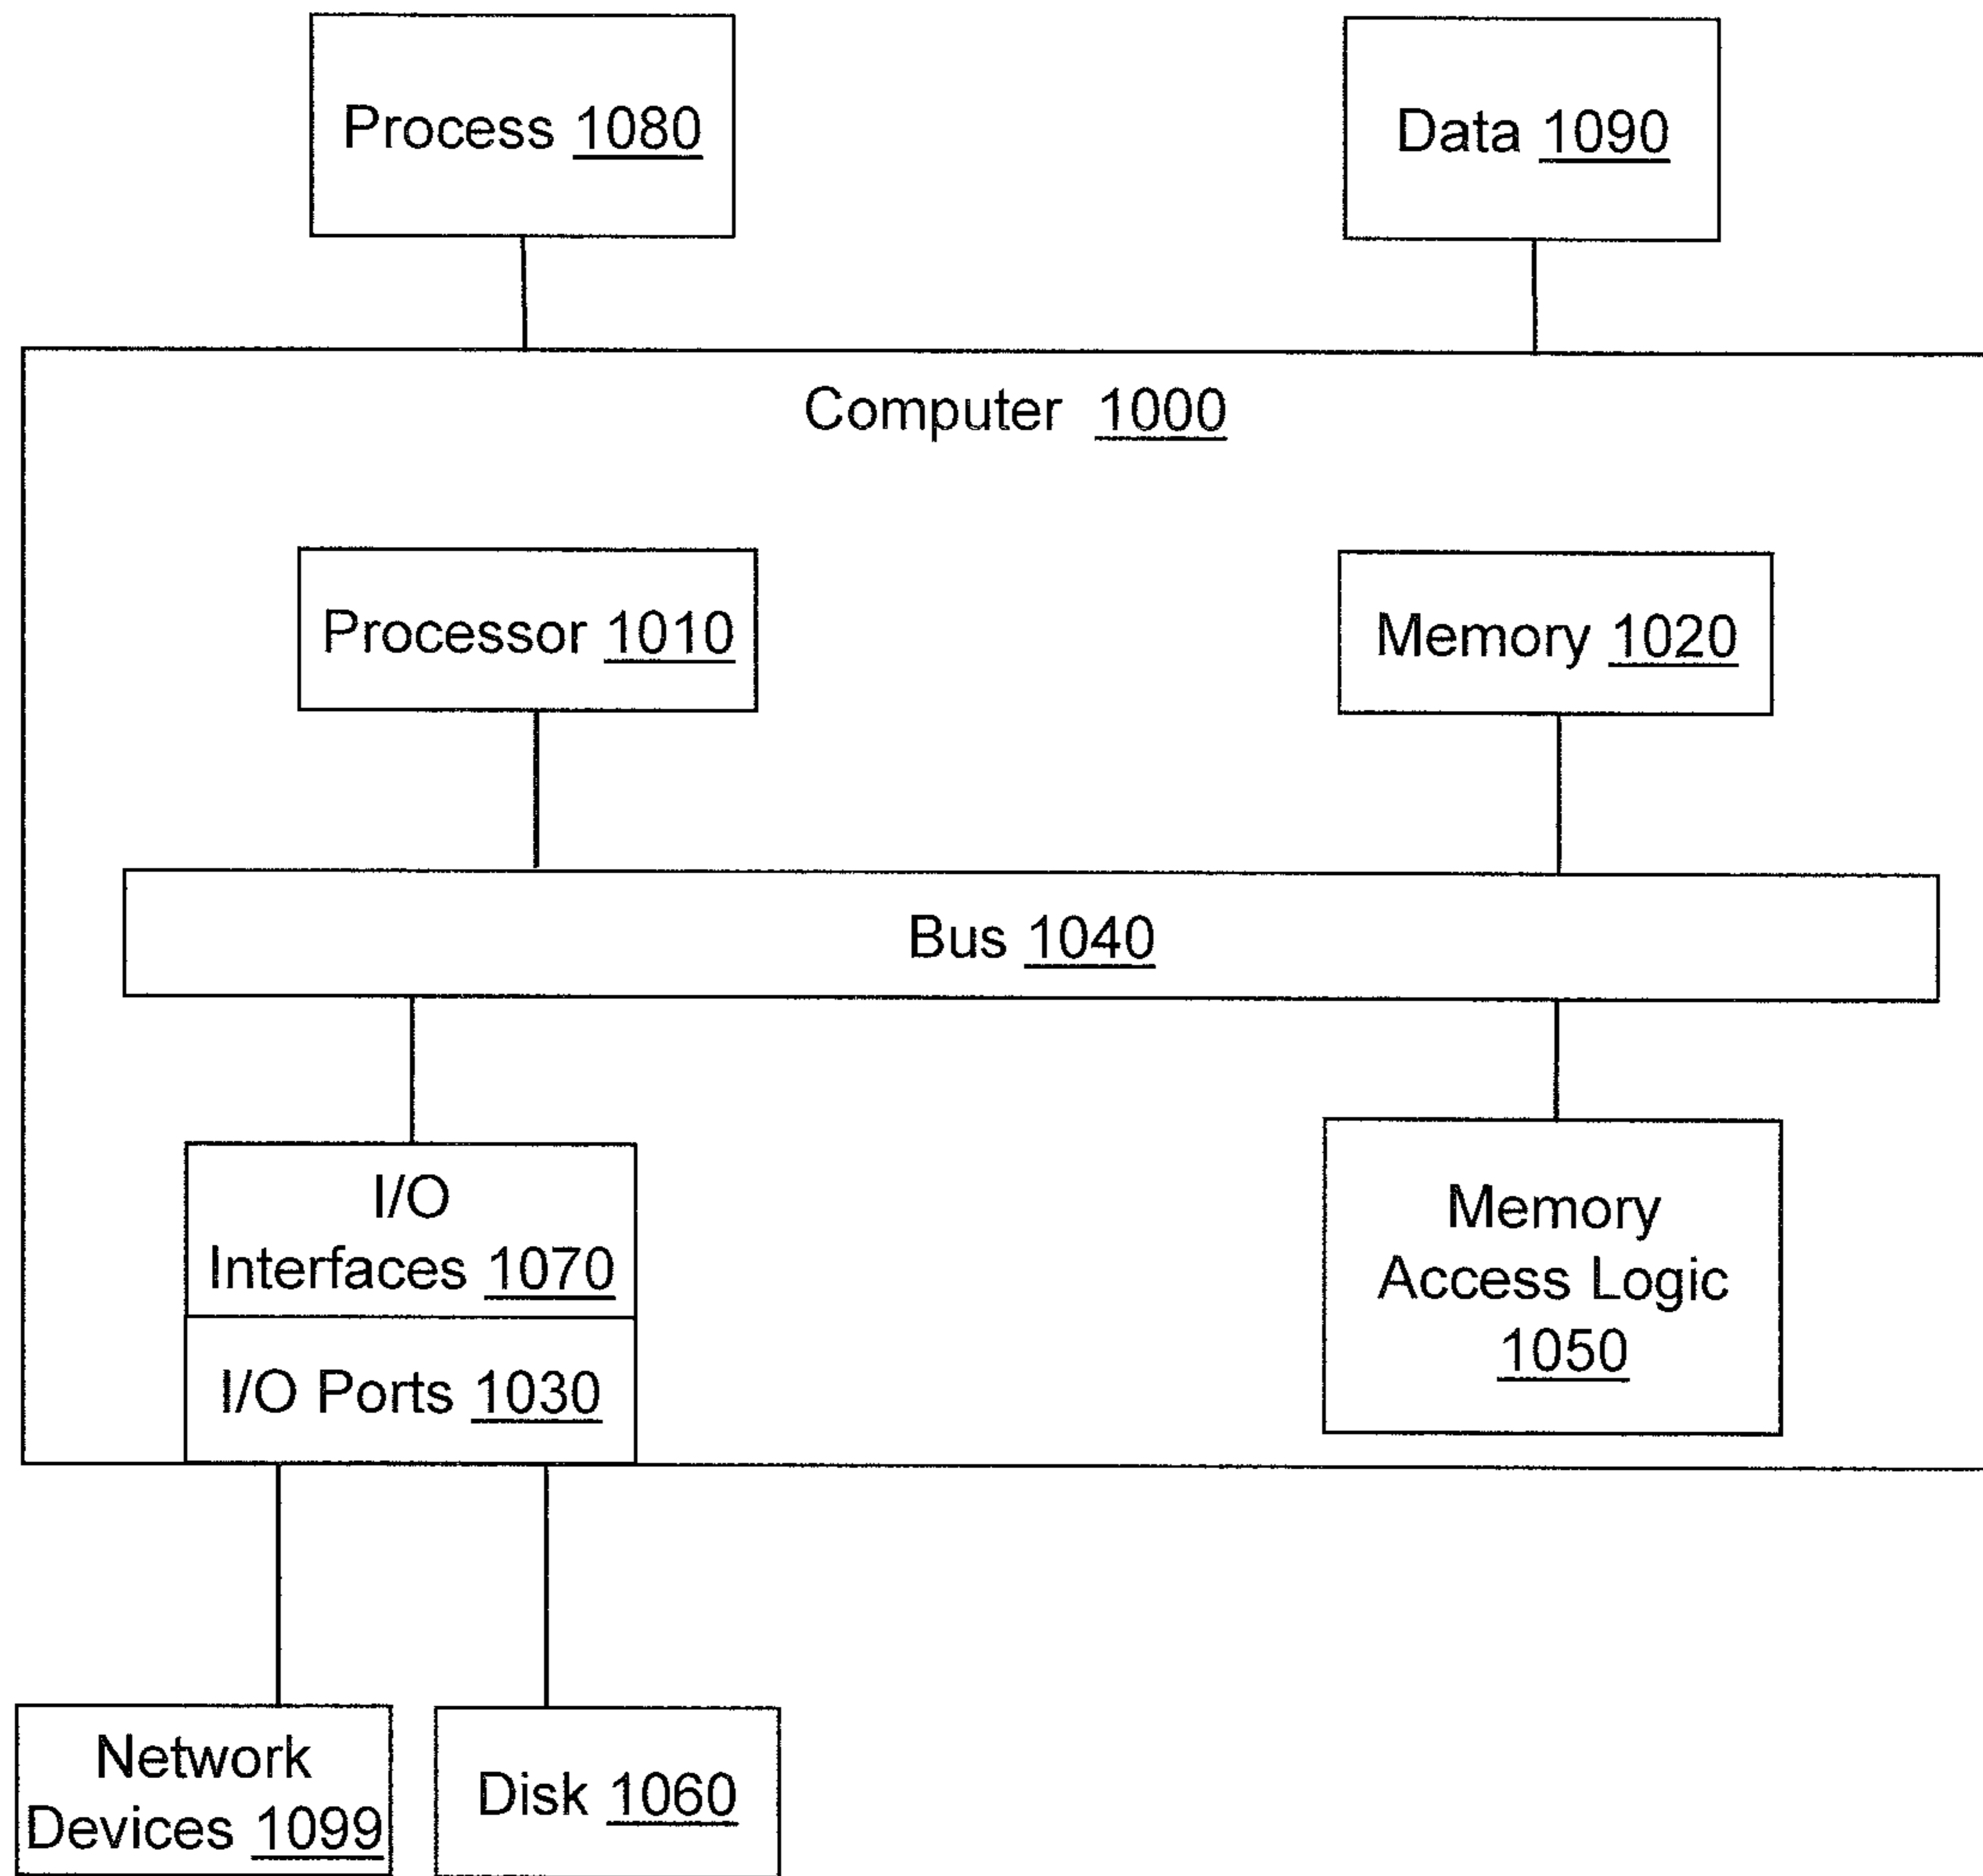 Process 1080
Data 1090
Computer 1000
Processor 1010
Memory 1020
Bus 1040
I/O
Interfaces 1070
I/O Ports 1030
Memory
Access Logic
1050
Network
Devices 1099
Disk 1060